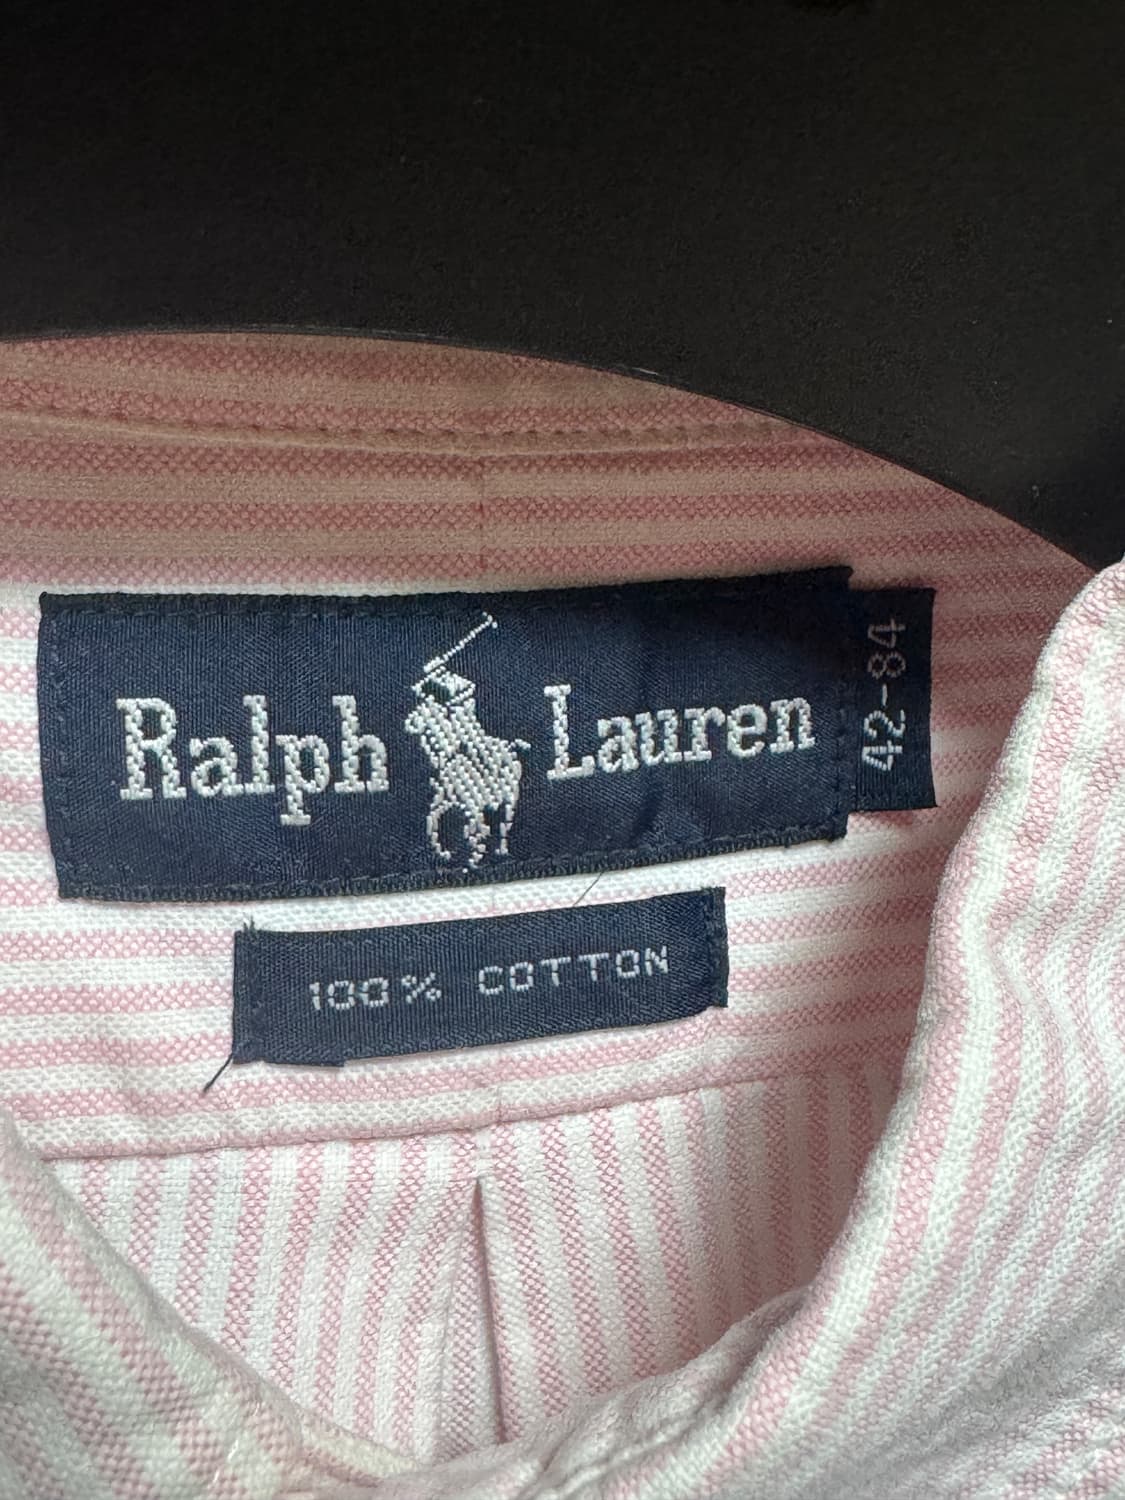 Ralph Lauren
42-84
100% COTTON